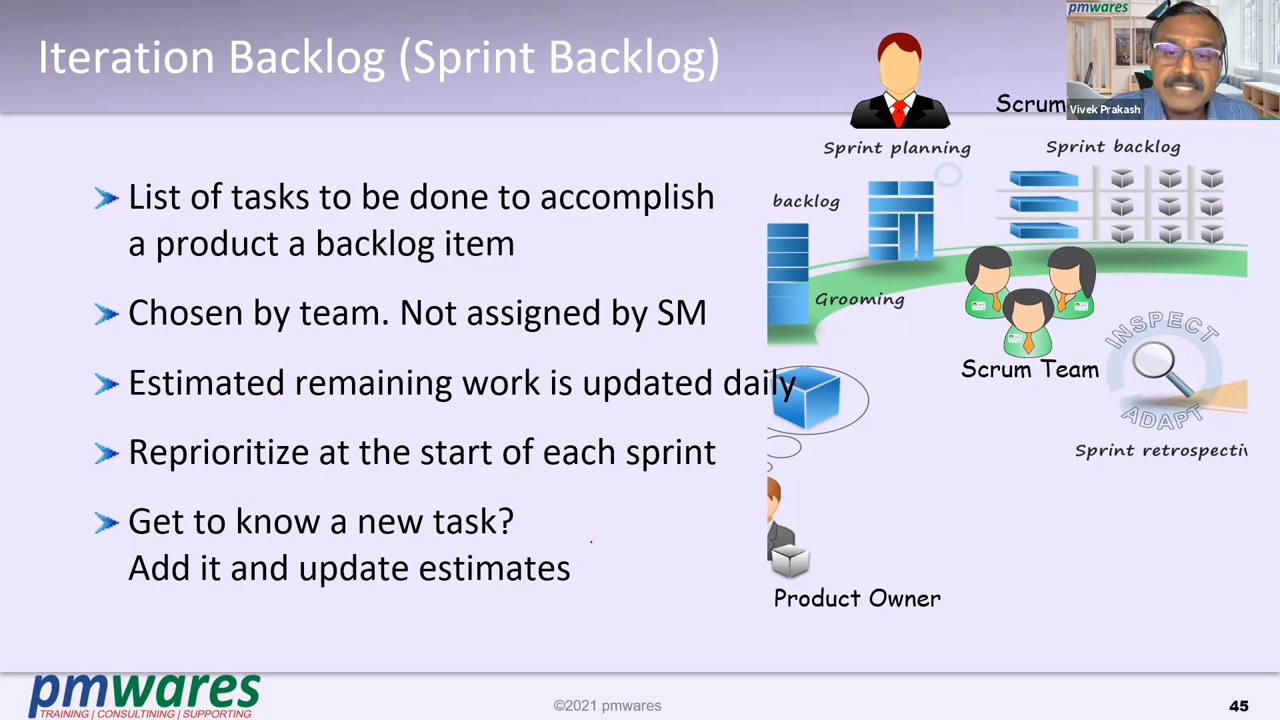 Iteration Backlog (Sprint Backlog)
pmwares
Vivek Prakash
Scrum
Sprint planning
Sprint backlog
backlog
Grooming
Scrum Team
INSPECT
ADAPT
Sprint retrospecti
Product Owner
List of tasks to be done to accomplish
a product a backlog item
Chosen by team. Not assigned by SM
Estimated remaining work is updated daily
Reprioritize at the start of each sprint
Get to know a new task?
Add it and update estimates
pmwares
TRAINING | CONSULTINING | SUPPORTING
©2021 pmwares
45